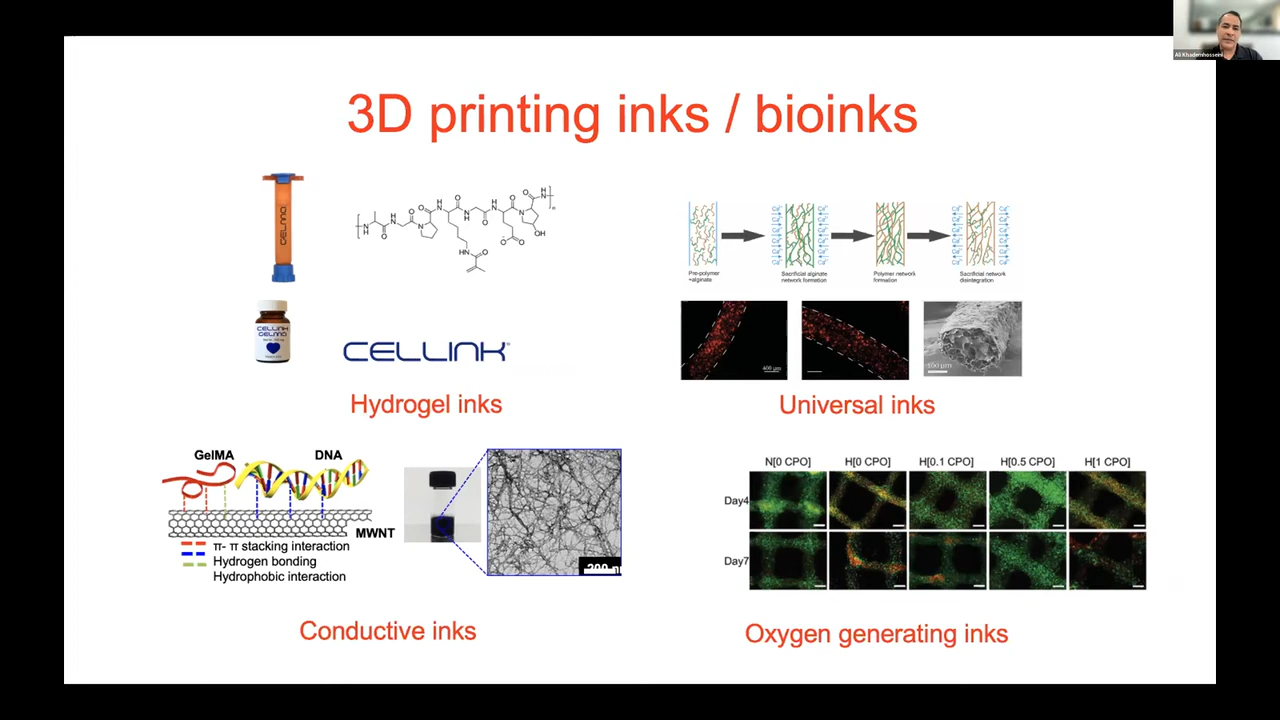 Ali Khademhosseini
3D printing inks / bioinks
GELMA
CELLINK
GELMA
CELLINK
Hydrogel inks
Pre-polymer
+alginate
Sacrificial alginate
network formation
Polymer network
formation
Sacrificial network
disintegration
Universal inks
GelMA
DNA
MWNT
π- π stacking interaction
Hydrogen bonding
Hydrophobic interaction
Conductive inks
N[0 CPO] H[0 CPO] H[0.1 CPO] H[0.5 CPO] H[1 CPO]
Day4
Day7
Oxygen generating inks